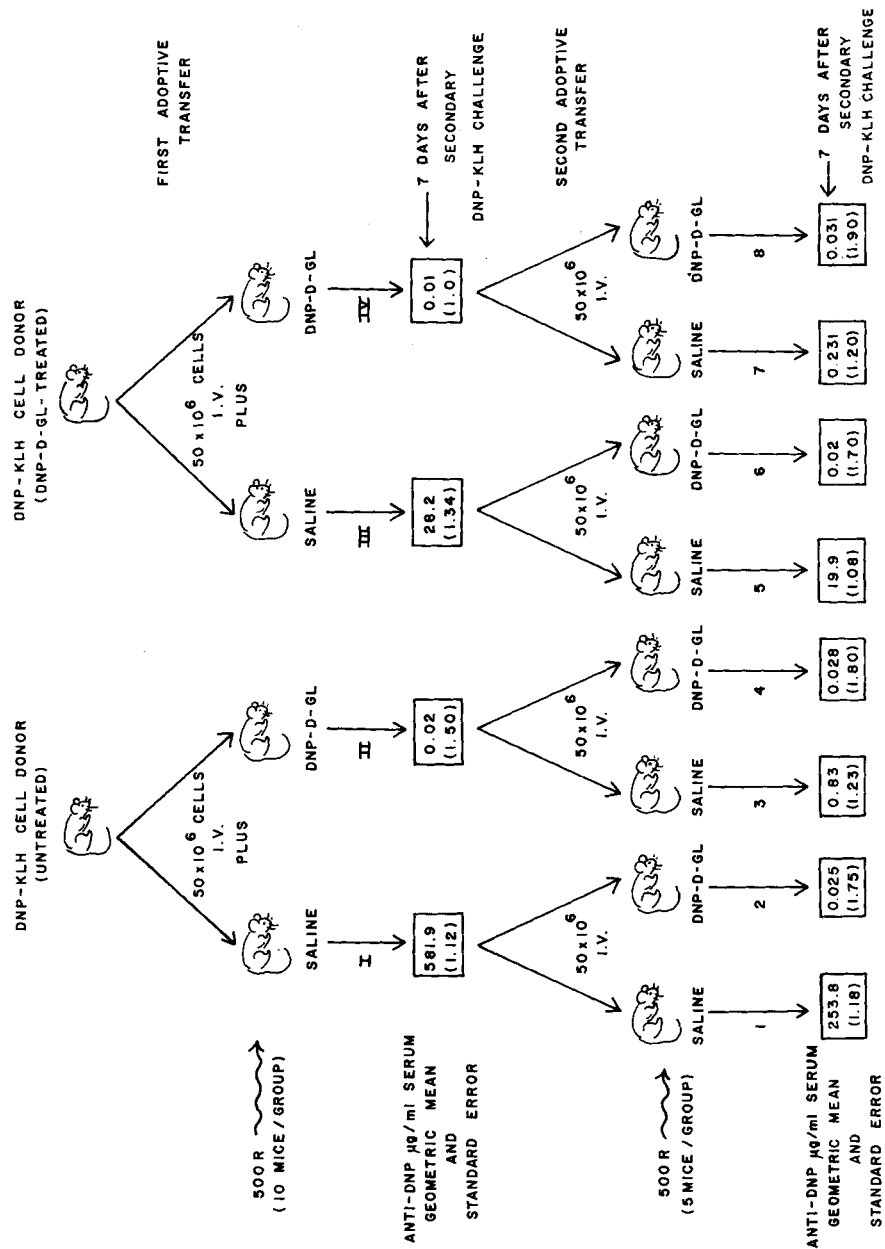 DNP-KLH CELL DONOR
(UNTREATED)
DNP-KLH CELL DONOR
(DNP-D-GL-TREATED)
FIRST ADOPTIVE
TRANSFER
50 x 10⁶ CELLS
I.V.
PLUS
50 x 10⁶ CELLS
I.V.
PLUS
500 R
(10 MICE / GROUP)
SALINE
DNP-D-GL
SALINE
DNP-D-GL
I
II
III
IV
ANTI-DNP µg/ml SERUM
GEOMETRIC MEAN
AND
STANDARD ERROR
581.9
(1.12)
0.02
(1.50)
28.2
(1.34)
0.01
(1.0)
7 DAYS AFTER
SECONDARY
DNP-KLH CHALLENGE
50 x 10⁶
I.V.
50 x 10⁶
I.V.
50 x 10⁶
I.V.
50 x 10⁶
I.V.
SECOND ADOPTIVE
TRANSFER
500 R
(5 MICE / GROUP)
SALINE
DNP-D-GL
SALINE
DNP-D-GL
SALINE
DNP-D-GL
SALINE
DNP-D-GL
1
2
3
4
5
6
7
8
ANTI-DNP µg/ml SERUM
GEOMETRIC MEAN
AND
STANDARD ERROR
253.8
(1.18)
0.025
(1.75)
0.83
(1.23)
0.028
(1.80)
19.9
(1.08)
0.02
(1.70)
0.231
(1.20)
0.031
(1.90)
7 DAYS AFTER
SECONDARY
DNP-KLH CHALLENGE